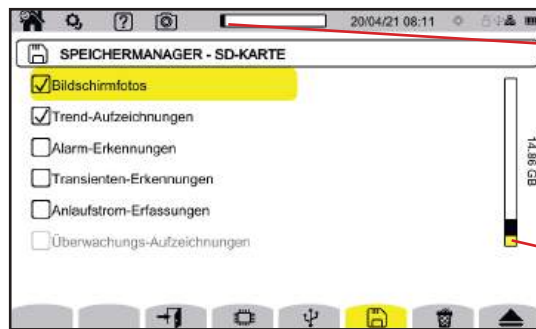 20/04/21 08:11
SPEICHERMANAGER - SD-KARTE
Bildschirmfotos
Trend-Aufzeichnungen
Alarm-Erkennungen
Transienten-Erkennungen
Anlaufstrom-Erfassungen
Überwachungs-Aufzeichnungen
14.86 GB